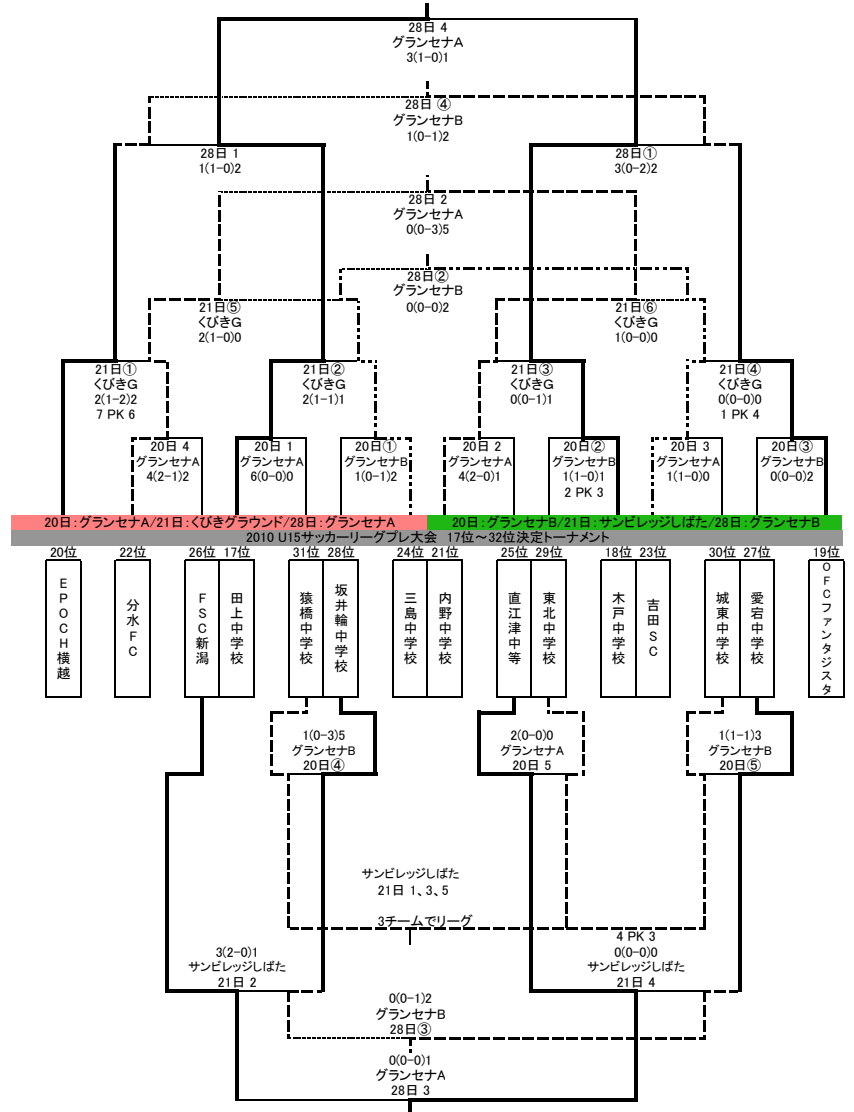 28日 4
グランセナA
3(1-0)1
28日 ④
グランセナB
1(0-1)2
28日 1
1(1-0)2
28日①
3(0-2)2
28日 2
グランセナA
0(0-3)5
28日②
グランセナB
0(0-0)2
21日⑤
くびきG
2(1-0)0
21日⑥
くびきG
1(0-0)0
21日①
くびきG
2(1-2)2
7 PK 6
21日②
くびきG
2(1-1)1
21日③
くびきG
0(0-1)1
21日④
くびきG
0(0-0)0
1 PK 4
20日 4
グランセナA
4(2-1)2
20日 1
グランセナA
6(0-0)0
20日①
グランセナB
1(0-1)2
20日 2
グランセナA
4(2-0)1
20日②
グランセナB
1(1-0)1
2 PK 3
20日 3
グランセナA
1(1-0)0
20日③
グランセナB
0(0-0)2
20日:グランセナA/21日:くびきグラウンド/28日:グランセナA
20日:グランセナB/21日:サンビレッジしばた/28日:グランセナB
2010 U15サッカーリーグプレ大会 17位~32位決定トーナメント
20位
22位
26位
17位
31位
28位
24位
21位
25位
29位
18位
23位
30位
27位
19位
EPOCH横越
分水FC
FSC新潟
田上中学校
猿橋中学校
坂井輪中学校
三島中学校
内野中学校
直江津中等
東北中学校
木戸中学校
吉田SC
城東中学校
愛宕中学校
OFCファンタジスタ
1(0-3)5
グランセナB
20日④
2(0-0)0
グランセナA
20日 5
1(1-1)3
グランセナB
20日⑤
サンビレッジしばた
21日 1、3、5
3チームでリーグ
3(2-0)1
サンビレッジしばた
21日 2
4 PK 3
0(0-0)0
サンビレッジしばた
21日 4
0(0-1)2
グランセナB
28日③
0(0-0)1
グランセナA
28日 3